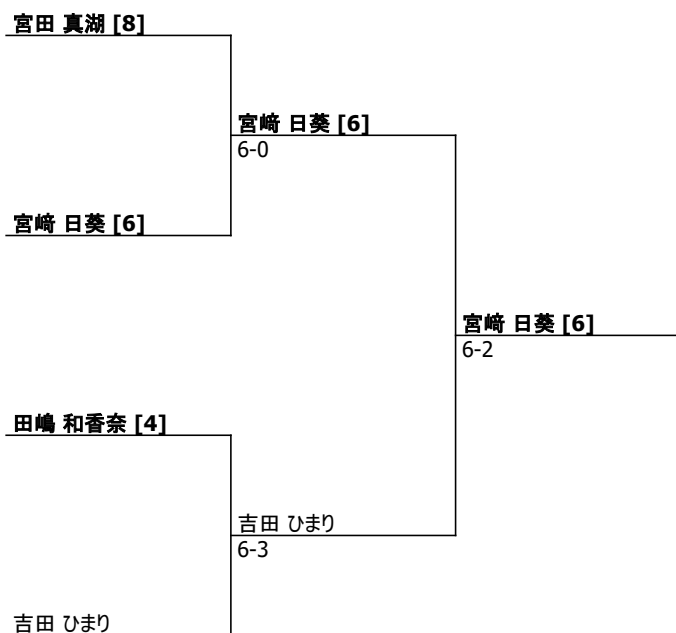 宮田 真湖 [8]
宮﨑 日葵 [6]
6-0
宮﨑 日葵 [6]
宮﨑 日葵 [6]
6-2
田嶋 和香奈 [4]
吉田 ひまり
6-3
吉田 ひまり